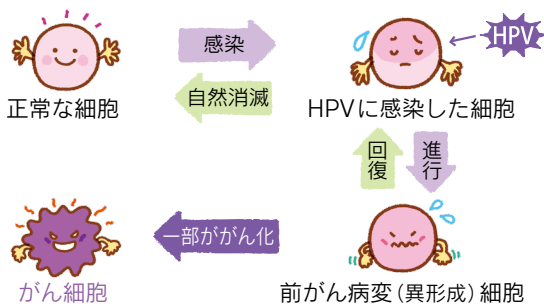 感染
HPV
自然消滅
正常な細胞
HPVに感染した細胞
回復
進行
一部ががん化
がん細胞
前がん病変(異形成)細胞